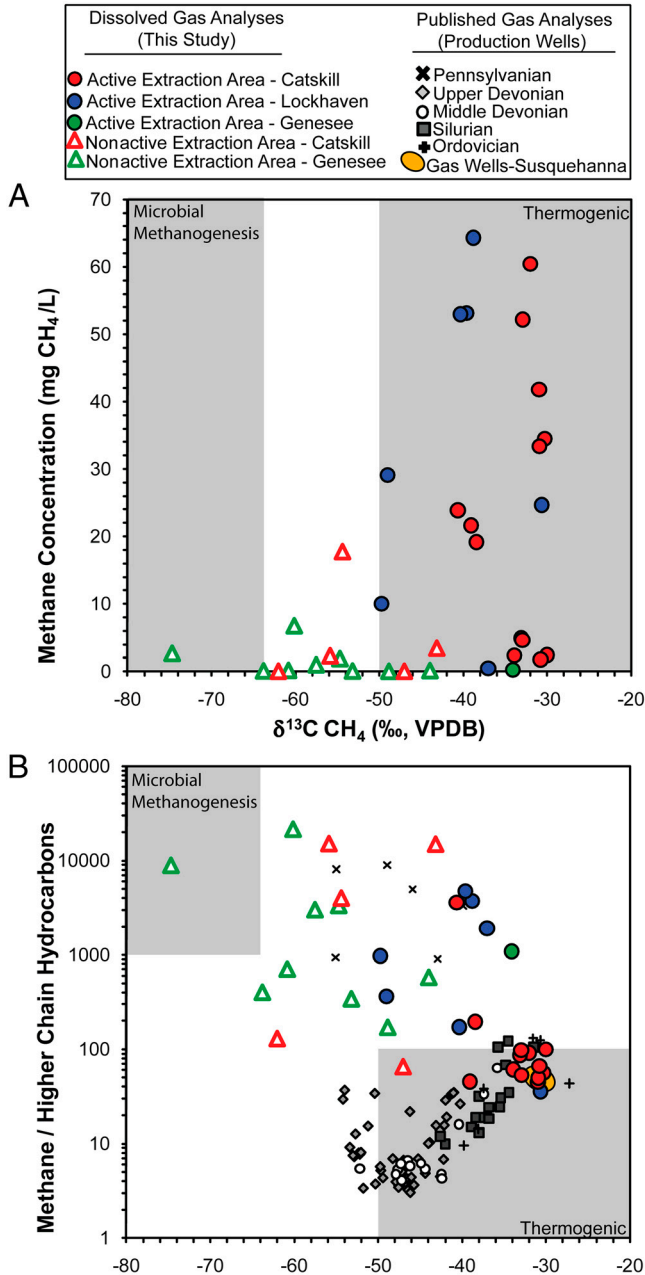 Dissolved Gas Analyses
(This Study)
Active Extraction Area - Catskill
Active Extraction Area - Lockhaven
Active Extraction Area - Genesee
Nonactive Extraction Area - Catskill
Nonactive Extraction Area - Genesee
Published Gas Analyses
(Production Wells)
Pennsylvanian
Upper Devonian
Middle Devonian
Silurian
Ordovician
Gas Wells-Susquehanna
A
Methane Concentration (mg CH₄/L)
70
60
50
40
30
20
10
0
Microbial
Methanogenesis
Thermogenic
-80 -70 -60 -50 -40 -30 -20
δ¹³C CH₄ (‰, VPDB)
B
Methane / Higher Chain Hydrocarbons
100000
10000
1000
100
10
1
Microbial
Methanogenesis
Thermogenic
-80 -70 -60 -50 -40 -30 -20